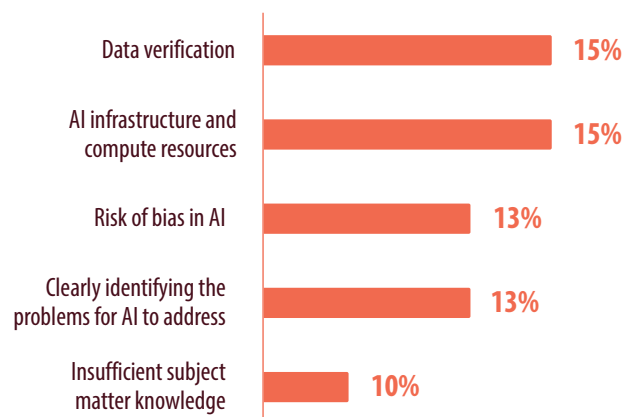 Data verification
15%
AI infrastructure and
compute resources
15%
Risk of bias in AI
13%
Clearly identifying the
problems for AI to address
13%
Insufficient subject
matter knowledge
10%